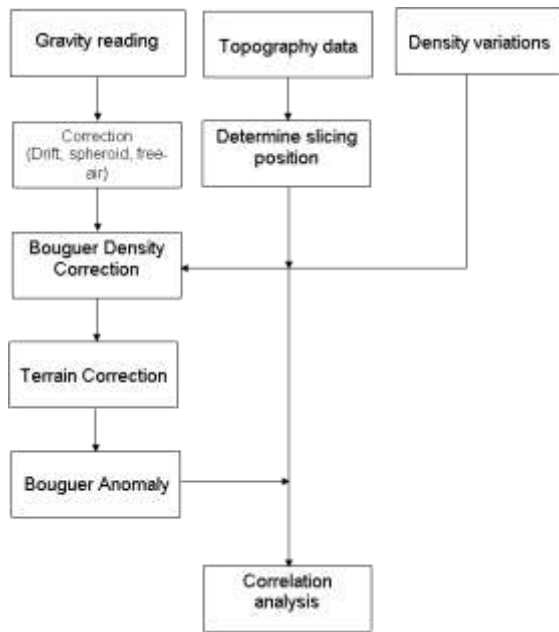 Gravity reading
Topography data
Density variations
Correction
(Drift, spheroid, free-
air)
Determine slicing
position
Bouguer Density
Correction
Terrain Correction
Bouguer Anomaly
Correlation
analysis